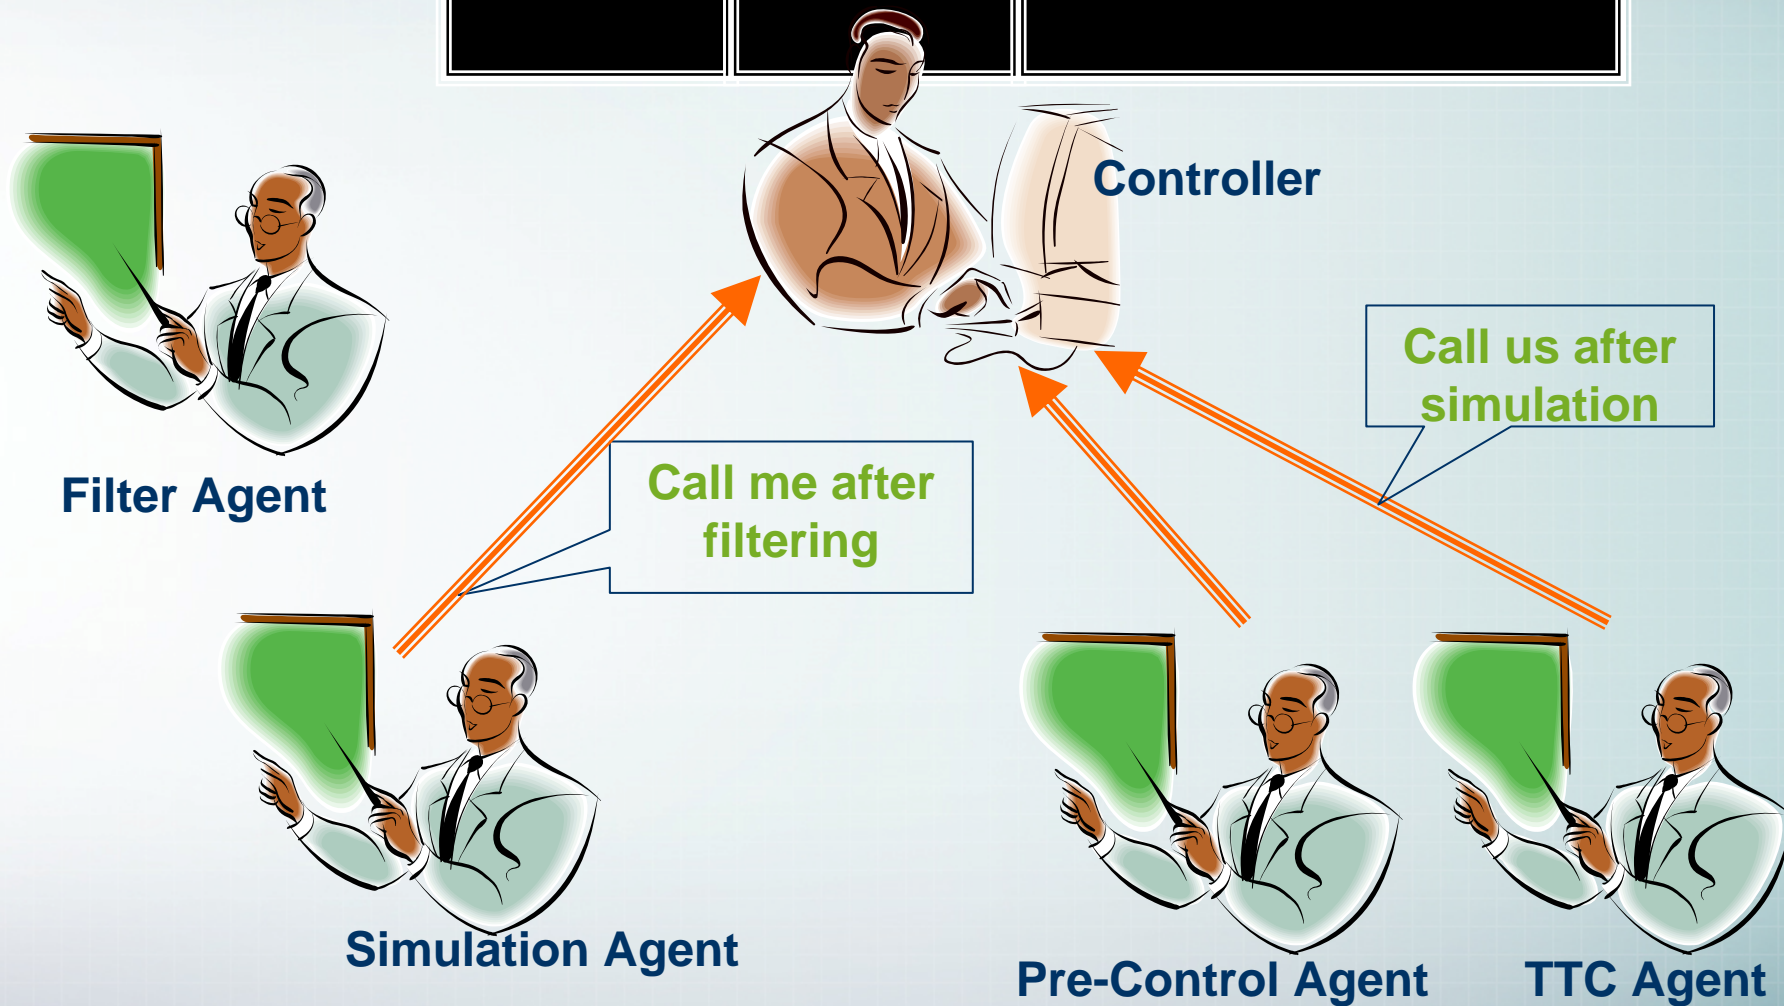 Controller
Call us after
simulation
Call me after
filtering
Filter Agent
Simulation Agent
Pre-Control Agent
TTC Agent